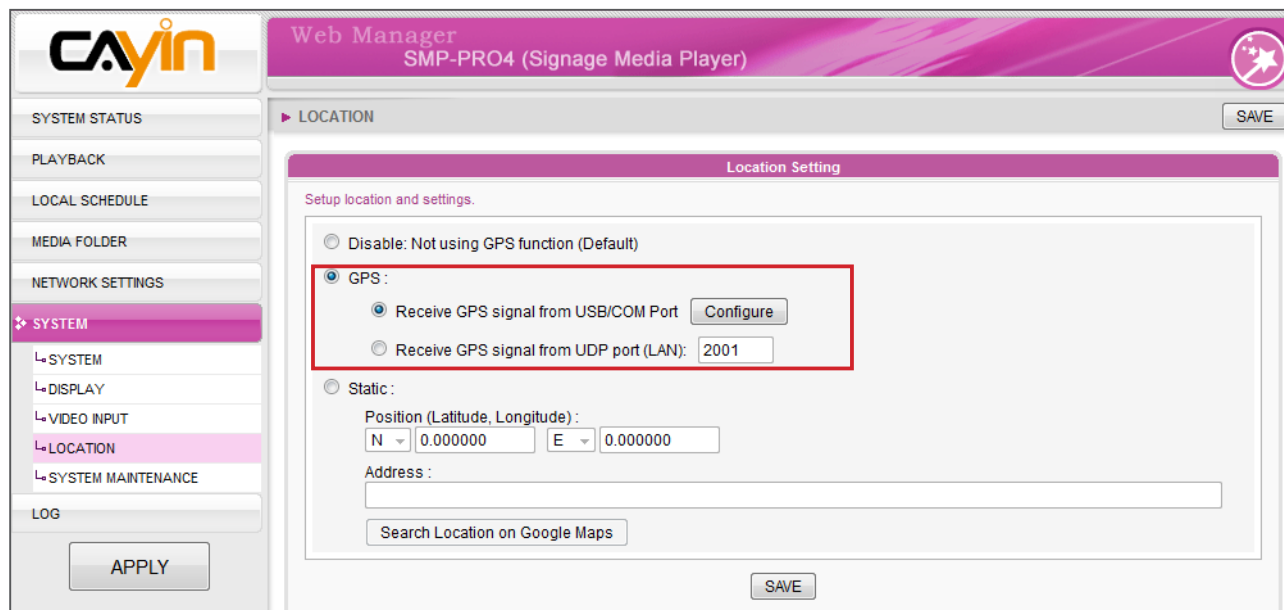 CAYIN
Web Manager
SMP-PRO4 (Signage Media Player)
SYSTEM STATUS
PLAYBACK
LOCAL SCHEDULE
MEDIA FOLDER
NETWORK SETTINGS
SYSTEM
SYSTEM
DISPLAY
VIDEO INPUT
LOCATION
SYSTEM MAINTENANCE
LOG
APPLY
LOCATION
SAVE
Location Setting
Setup location and settings.
Disable: Not using GPS function (Default)
GPS :
Receive GPS signal from USB/COM Port Configure
Receive GPS signal from UDP port (LAN): 2001
Static :
Position (Latitude, Longitude) :
N 0.000000 E 0.000000
Address :
Search Location on Google Maps
SAVE